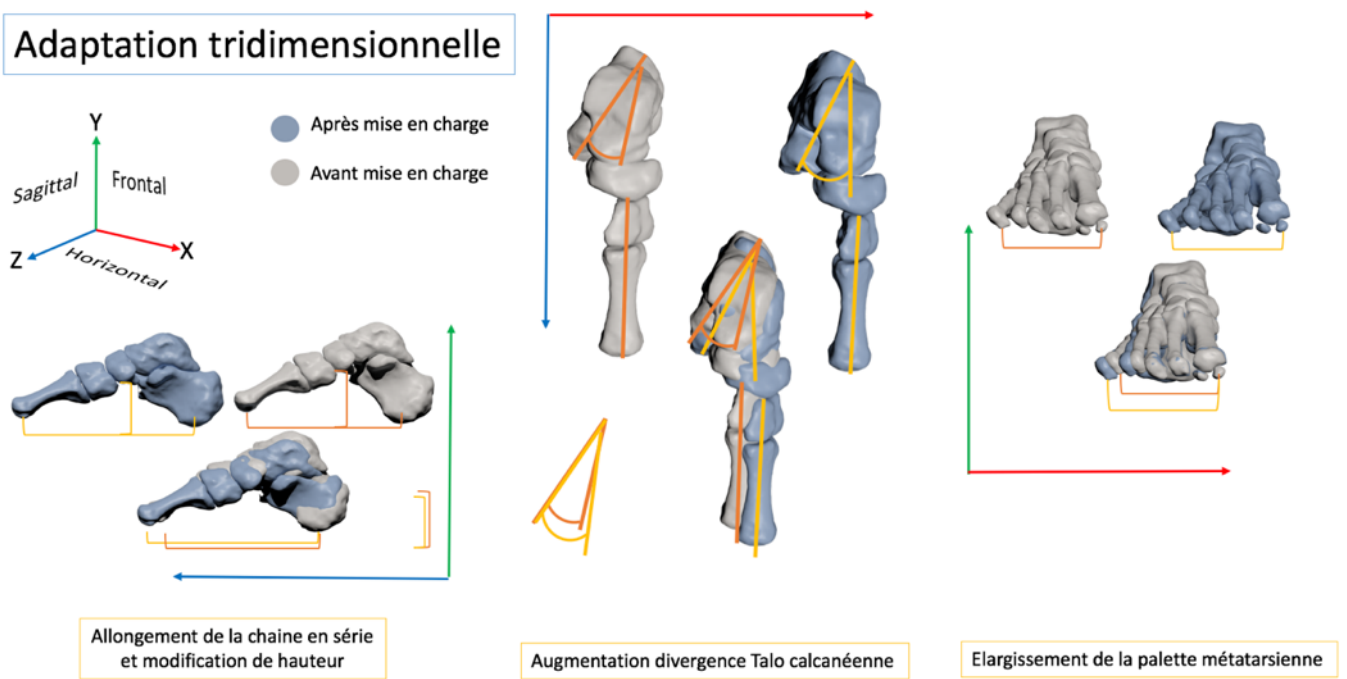 Adaptation tridimensionnelle
Y
Sagittal
Frontal
Z
X
Horizontal
Après mise en charge
Avant mise en charge
Allongement de la chaine en série
et modification de hauteur
Augmentation divergence Talo calcanéenne
Elargissement de la palette métatarsienne